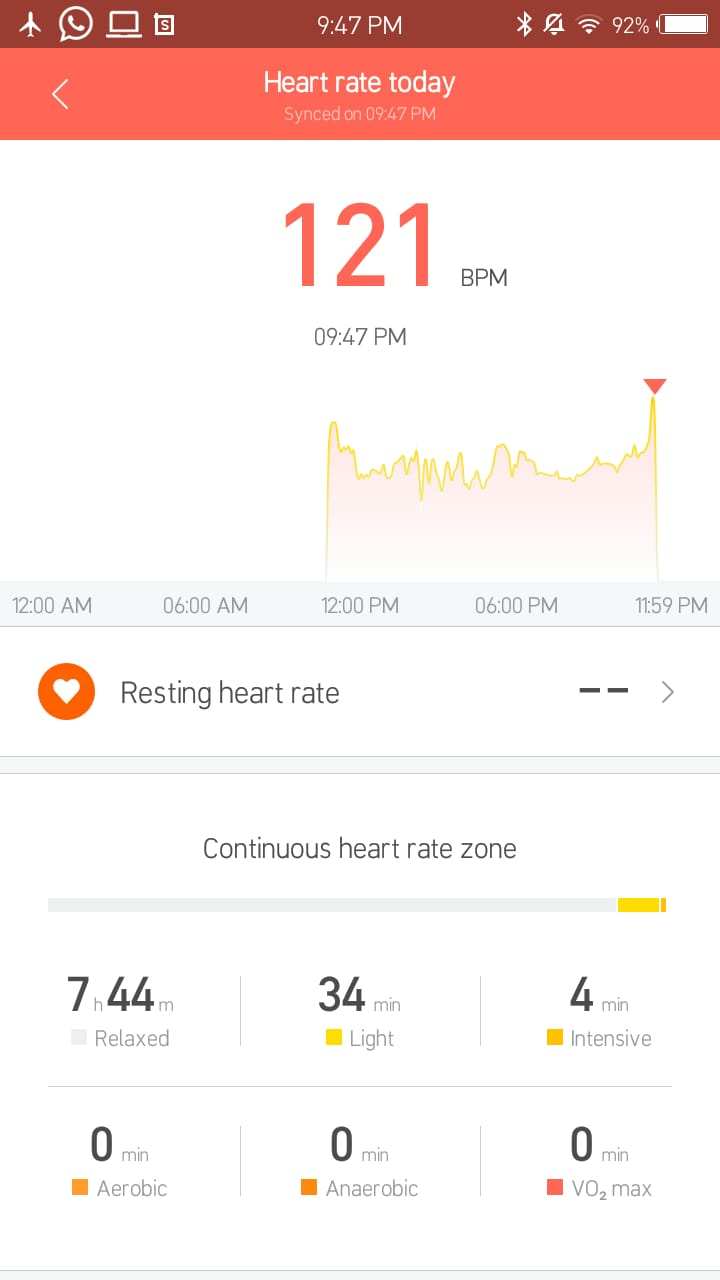 S 9:47 PM 92%
Heart rate today
Synced on 09:47 PM
121 BPM
09:47 PM
12:00 AM 06:00 AM 12:00 PM 06:00 PM 11:59 PM
Resting heart rate --
Continuous heart rate zone
7 h 44 m 34 min 4 min
Relaxed Light Intensive
0 min 0 min 0 min
Aerobic Anaerobic VO₂ max